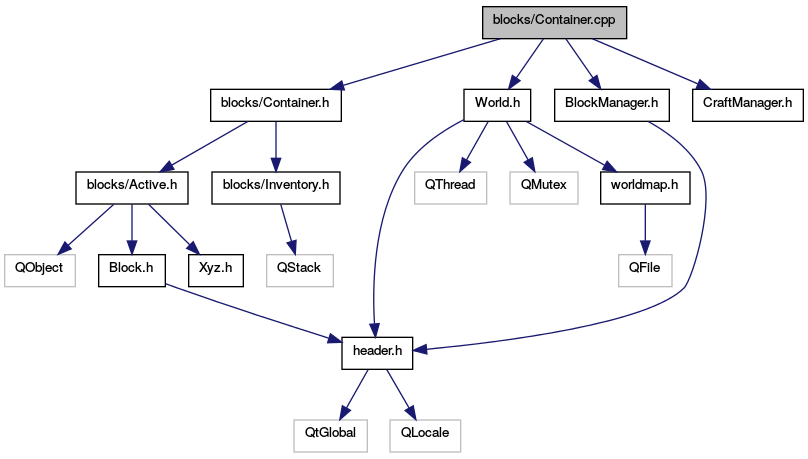 blocks/Container.cpp
blocks/Container.h
World.h
BlockManager.h
CraftManager.h
blocks/Active.h
blocks/Inventory.h
QThread
QMutex
worldmap.h
QObject
Block.h
Xyz.h
QStack
QFile
header.h
QtGlobal
QLocale